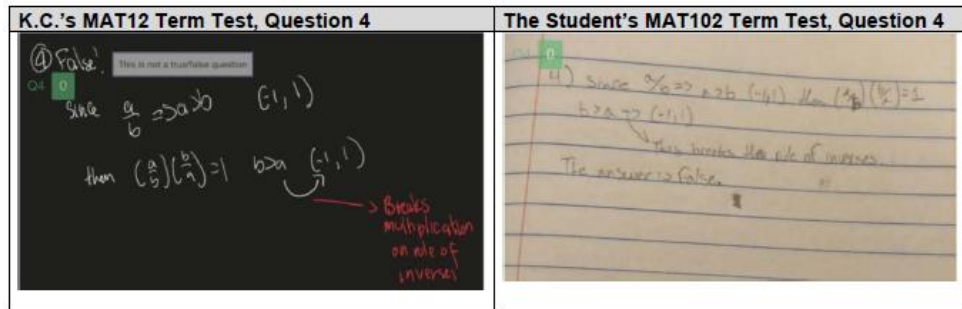 K.C.'s MAT12 Term Test, Question 4
④ False!
This is not a true/false question
Q4 0
Since a/b => a>b (-1, 1)
then (a/b)(b/a)=1 b>a (-1, 1)
> Breaks
multiplication
on rule of
inverses
The Student's MAT102 Term Test, Question 4
Q4 0
4) Since a/b => a>b (-1,1) then (a/b)(b/a)=1
b>a => (-1,1)
This breaks the rule of inverses.
The answer is false.